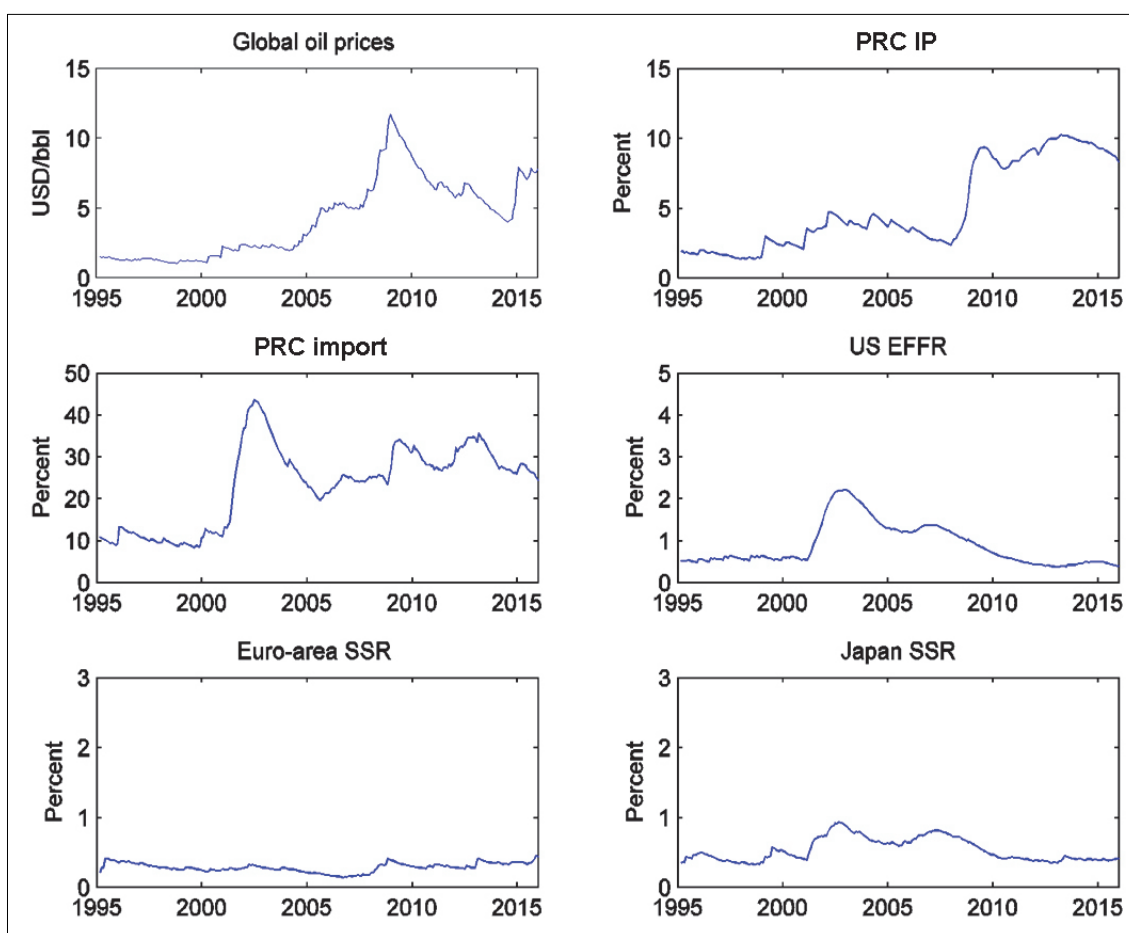 Global oil prices
USD/bbl
15
10
5
0
1995 2000 2005 2010 2015
PRC IP
Percent
15
10
5
0
1995 2000 2005 2010 2015
PRC import
Percent
50
40
30
20
10
0
1995 2000 2005 2010 2015
US EFFR
Percent
5
4
3
2
1
0
1995 2000 2005 2010 2015
Euro-area SSR
Percent
3
2
1
0
1995 2000 2005 2010 2015
Japan SSR
Percent
3
2
1
0
1995 2000 2005 2010 2015